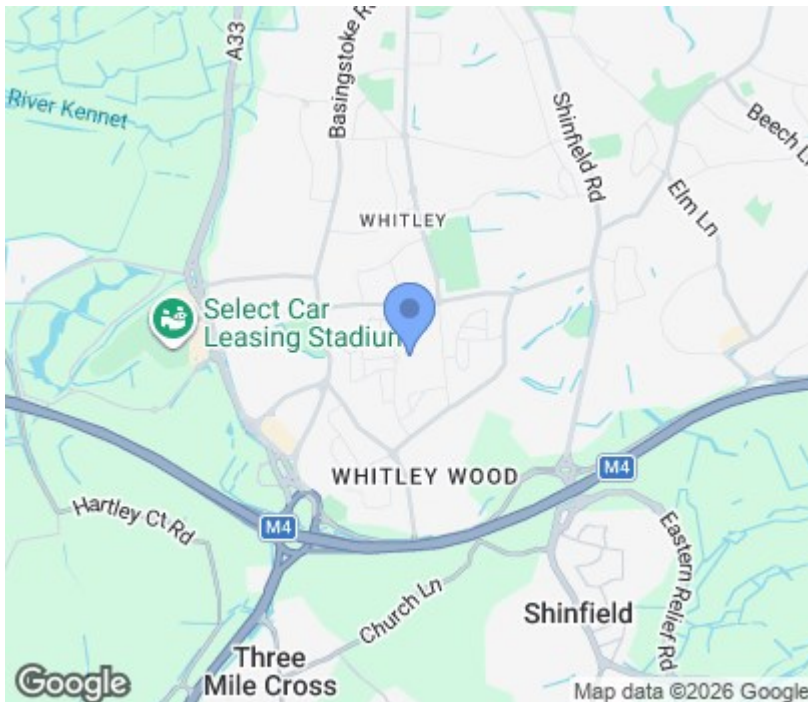 A33
Basingstoke Rd
River Kennet
Shinfield Rd
Beech Ln
Elm Ln
WHITLEY
Select Car
Leasing Stadium
WHITLEY WOOD
M4
Hartley Ct Rd
M4
Eastern Relief Rd
Church Ln
Shinfield
Three
Mile Cross
Google
Map data ©2026 Google